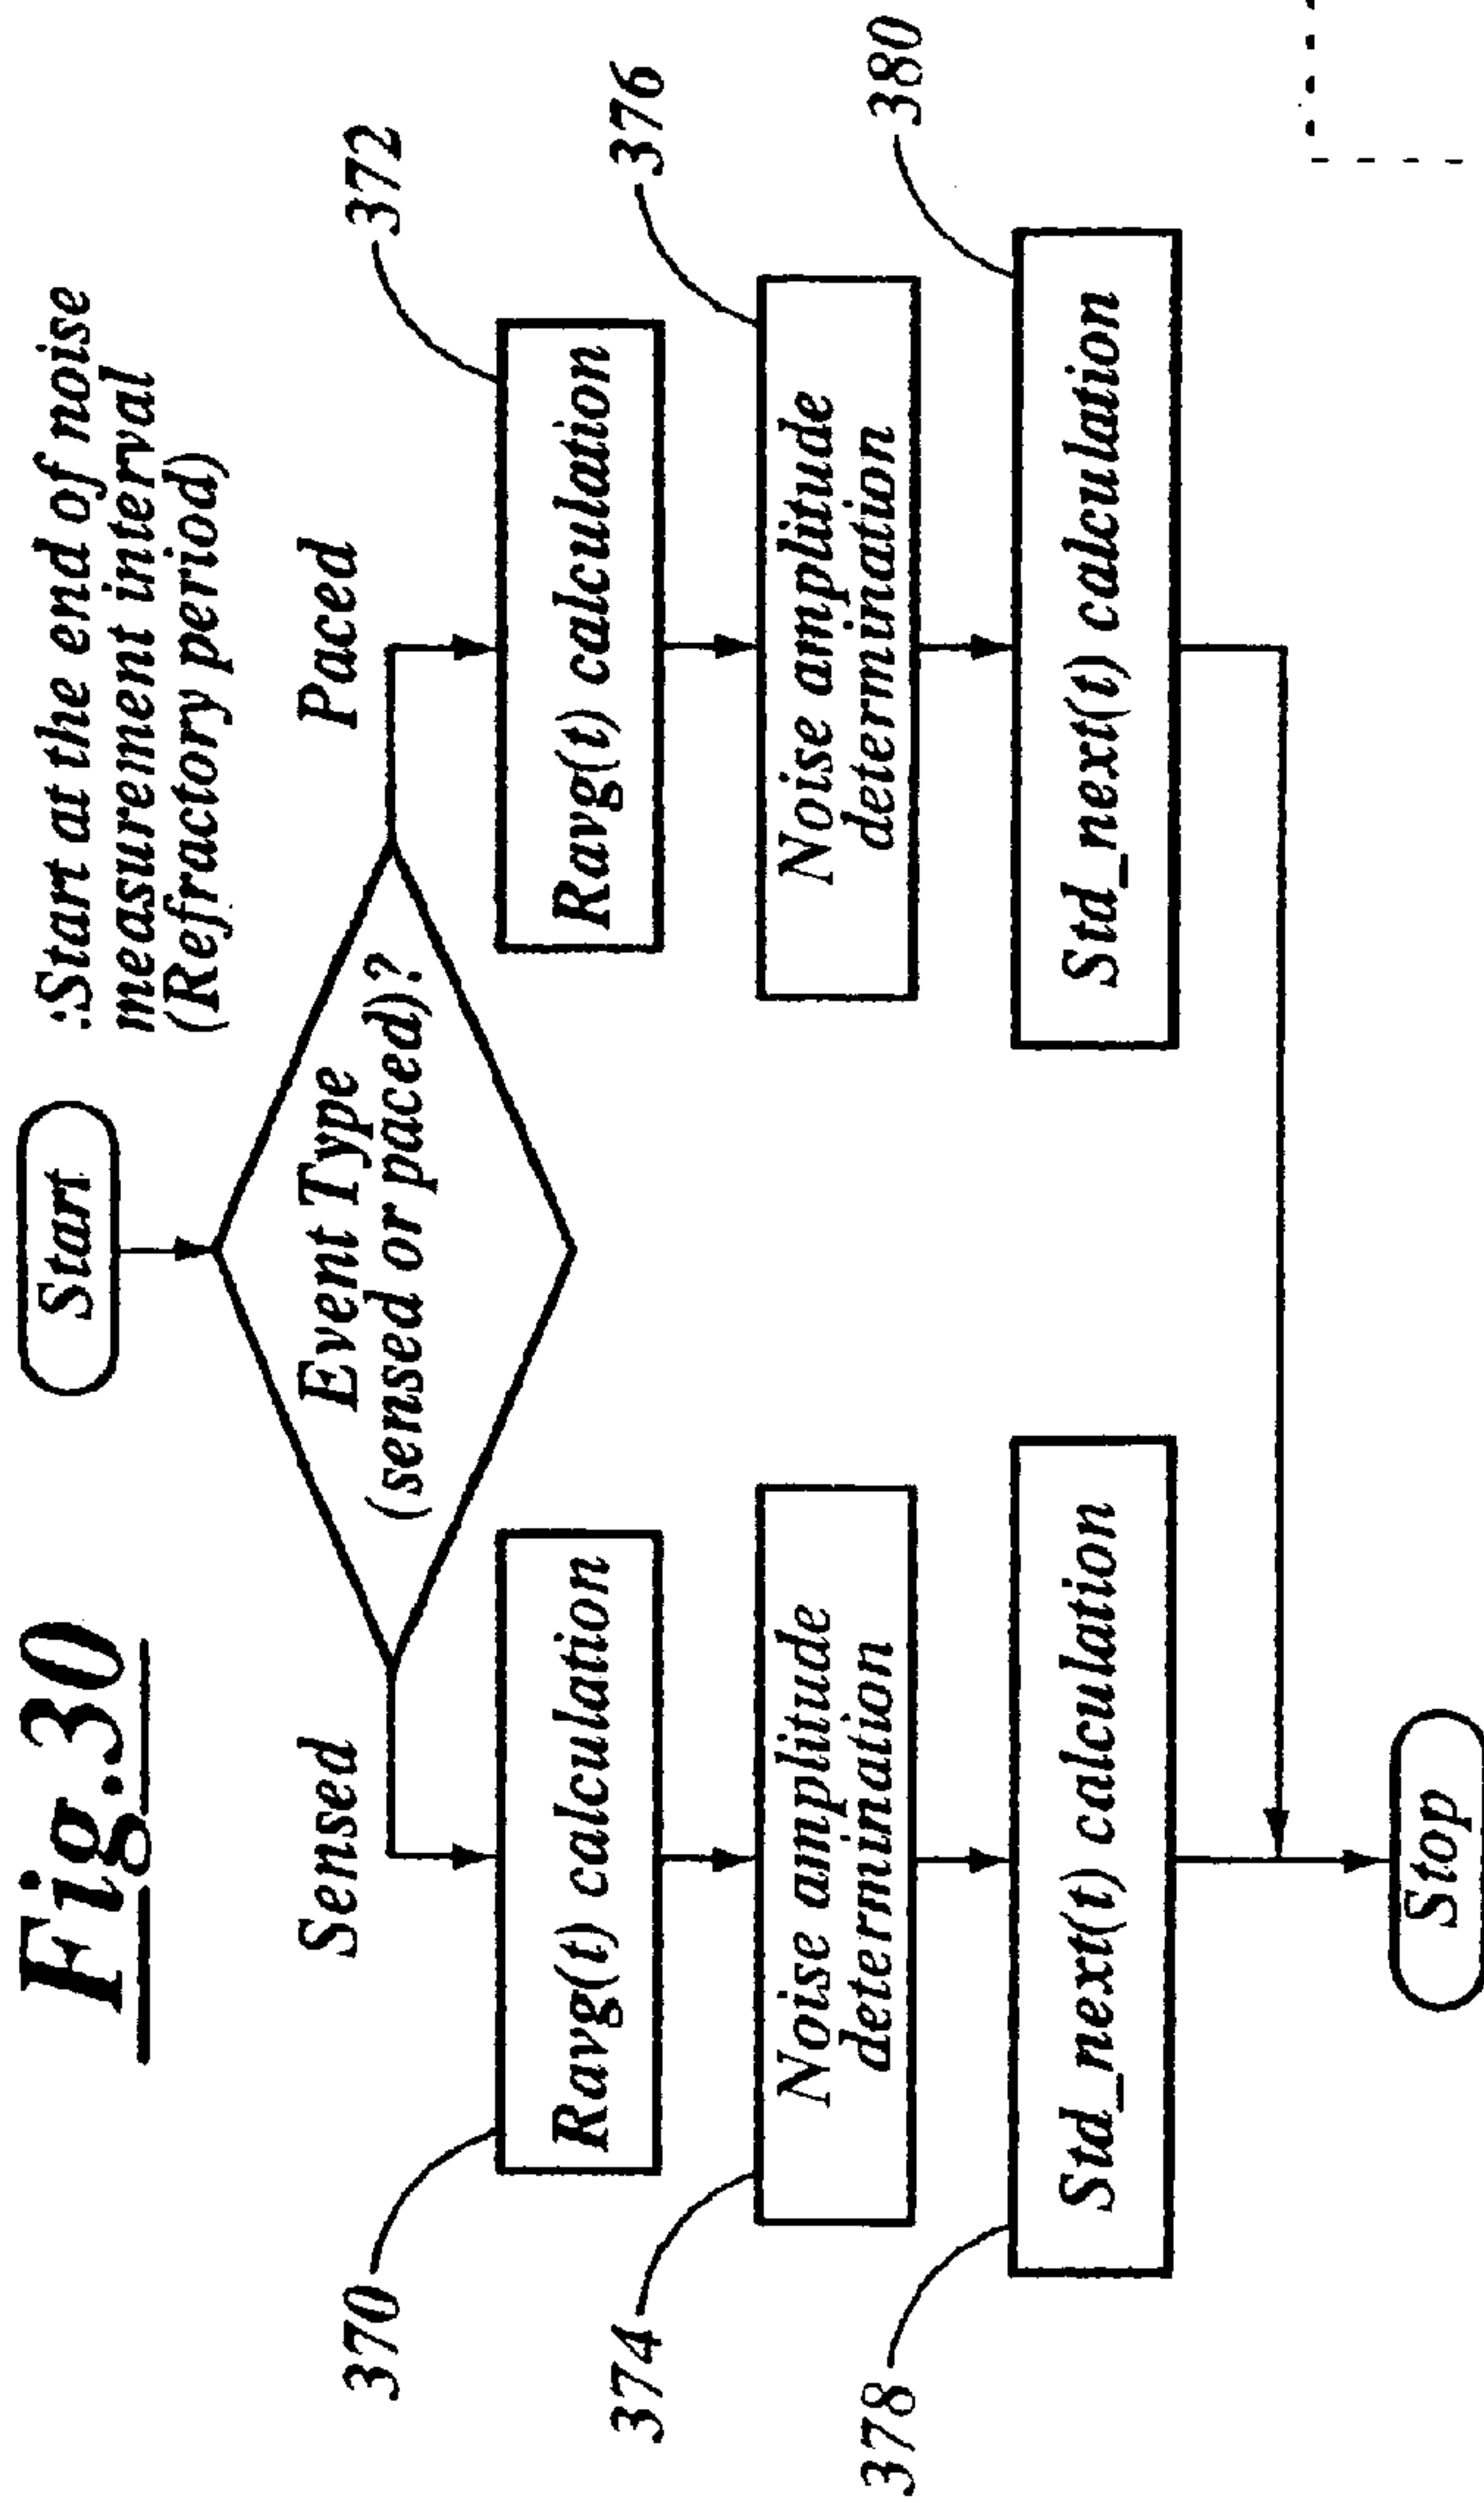 Fig.30
Start
:Start at the end of noise
measurement interval
(Refractory period)
Event Type
(sensed or paced)?
Sensed
Paced
370
Ravg(t) calculation
372
Ravg(t) calculation
374
Noise amplitude
determination
376
Noise amplitude
determination
378
Std_next(t) calculation
380
Std_next(t) calculation
Stop